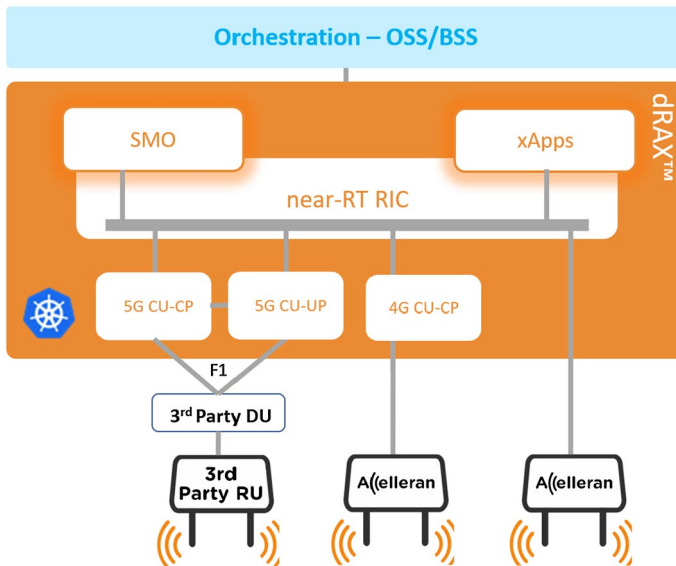 Orchestration – OSS/BSS
dRAX™
SMO
xApps
near-RT RIC
5G CU-CP
5G CU-UP
4G CU-CP
F1
3rd Party DU
3rd
Party RU
Accelleran
Accelleran